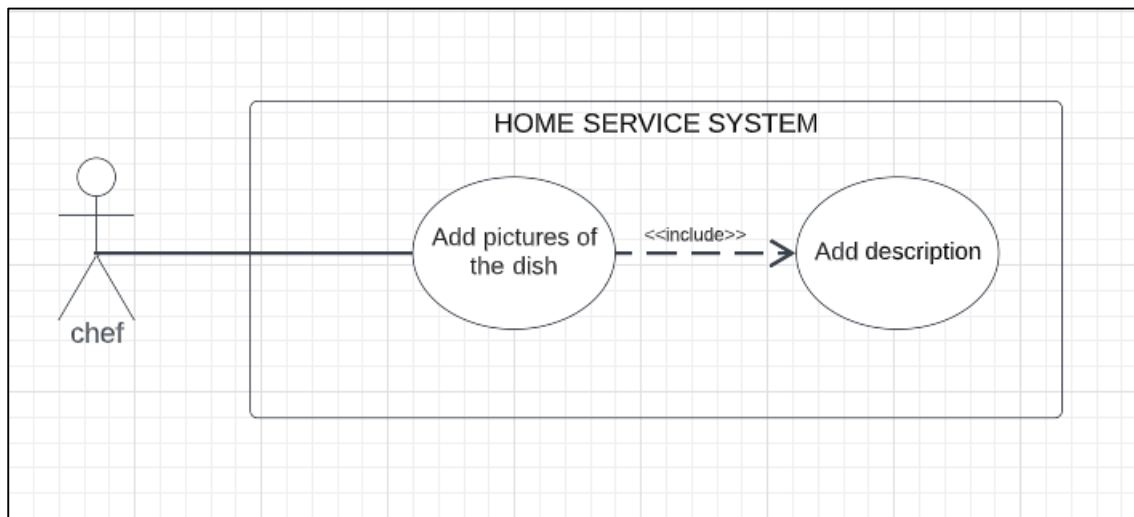 HOME SERVICE SYSTEM
Add pictures of
the dish
<<include>>
Add description
chef